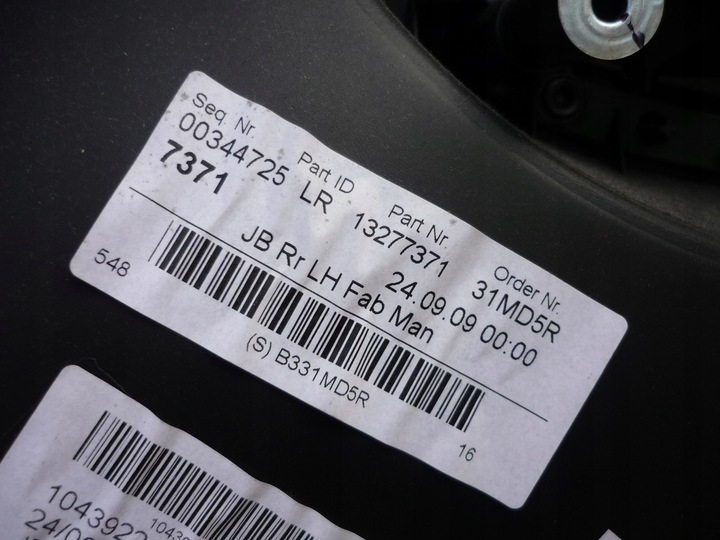 Seq. Nr. Part ID Part Nr. Order Nr.
00344725 LR 13277371 31MD5R
7371 24.09.09 00:00
JB Rr LH Fab Man
548
(S) B331MD5R
16